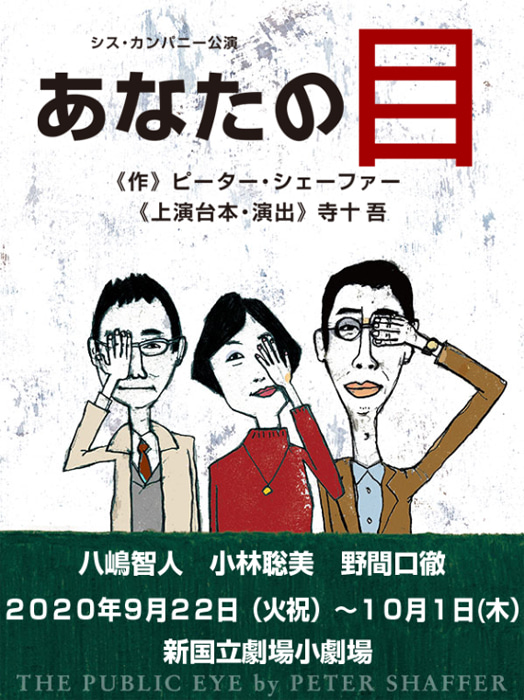 シス・カンパニー公演
あなたの目
《作》ピーター・シェーファー
《上演台本・演出》寺十 吾
八嶋智人　小林聡美　野間口徹
２０２０年９月２２日（火祝）～１０月１日(木)
新国立劇場小劇場
THE PUBLIC EYE by PETER SHAFFER